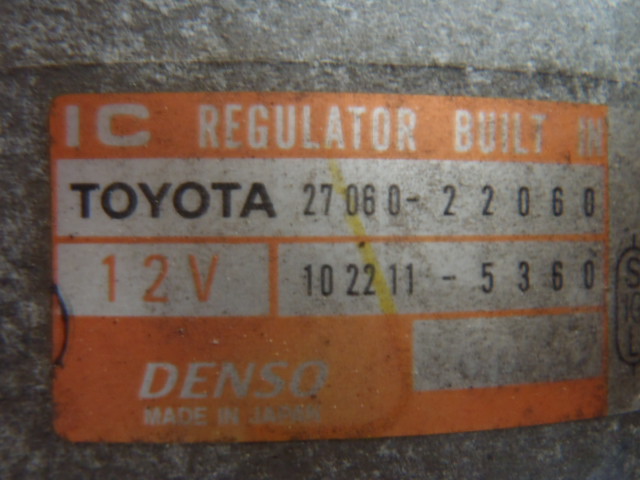 IC REGULATOR BUILT IN
TOYOTA 27060-22060
12V 102211-5360
DENSO
MADE IN JAPAN